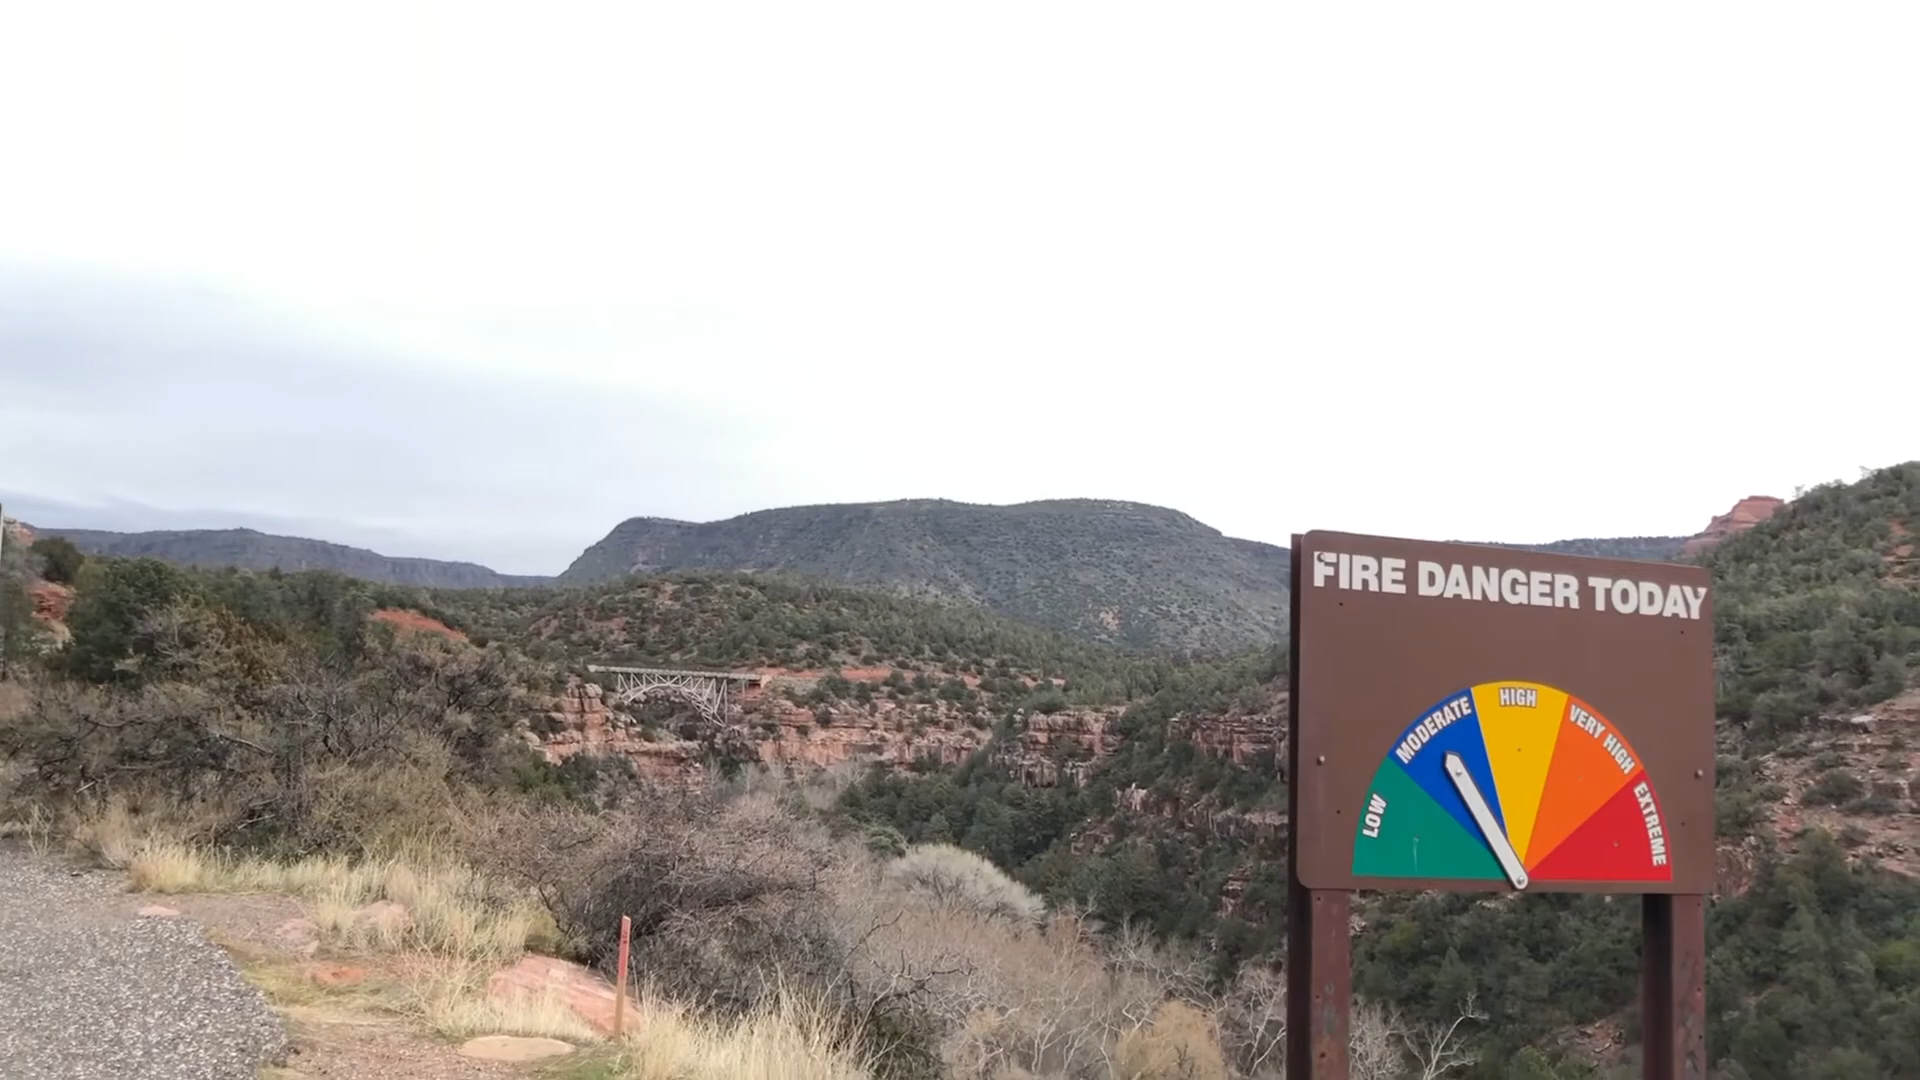 FIRE DANGER TODAY
LOW
MODERATE
HIGH
VERY HIGH
EXTREME